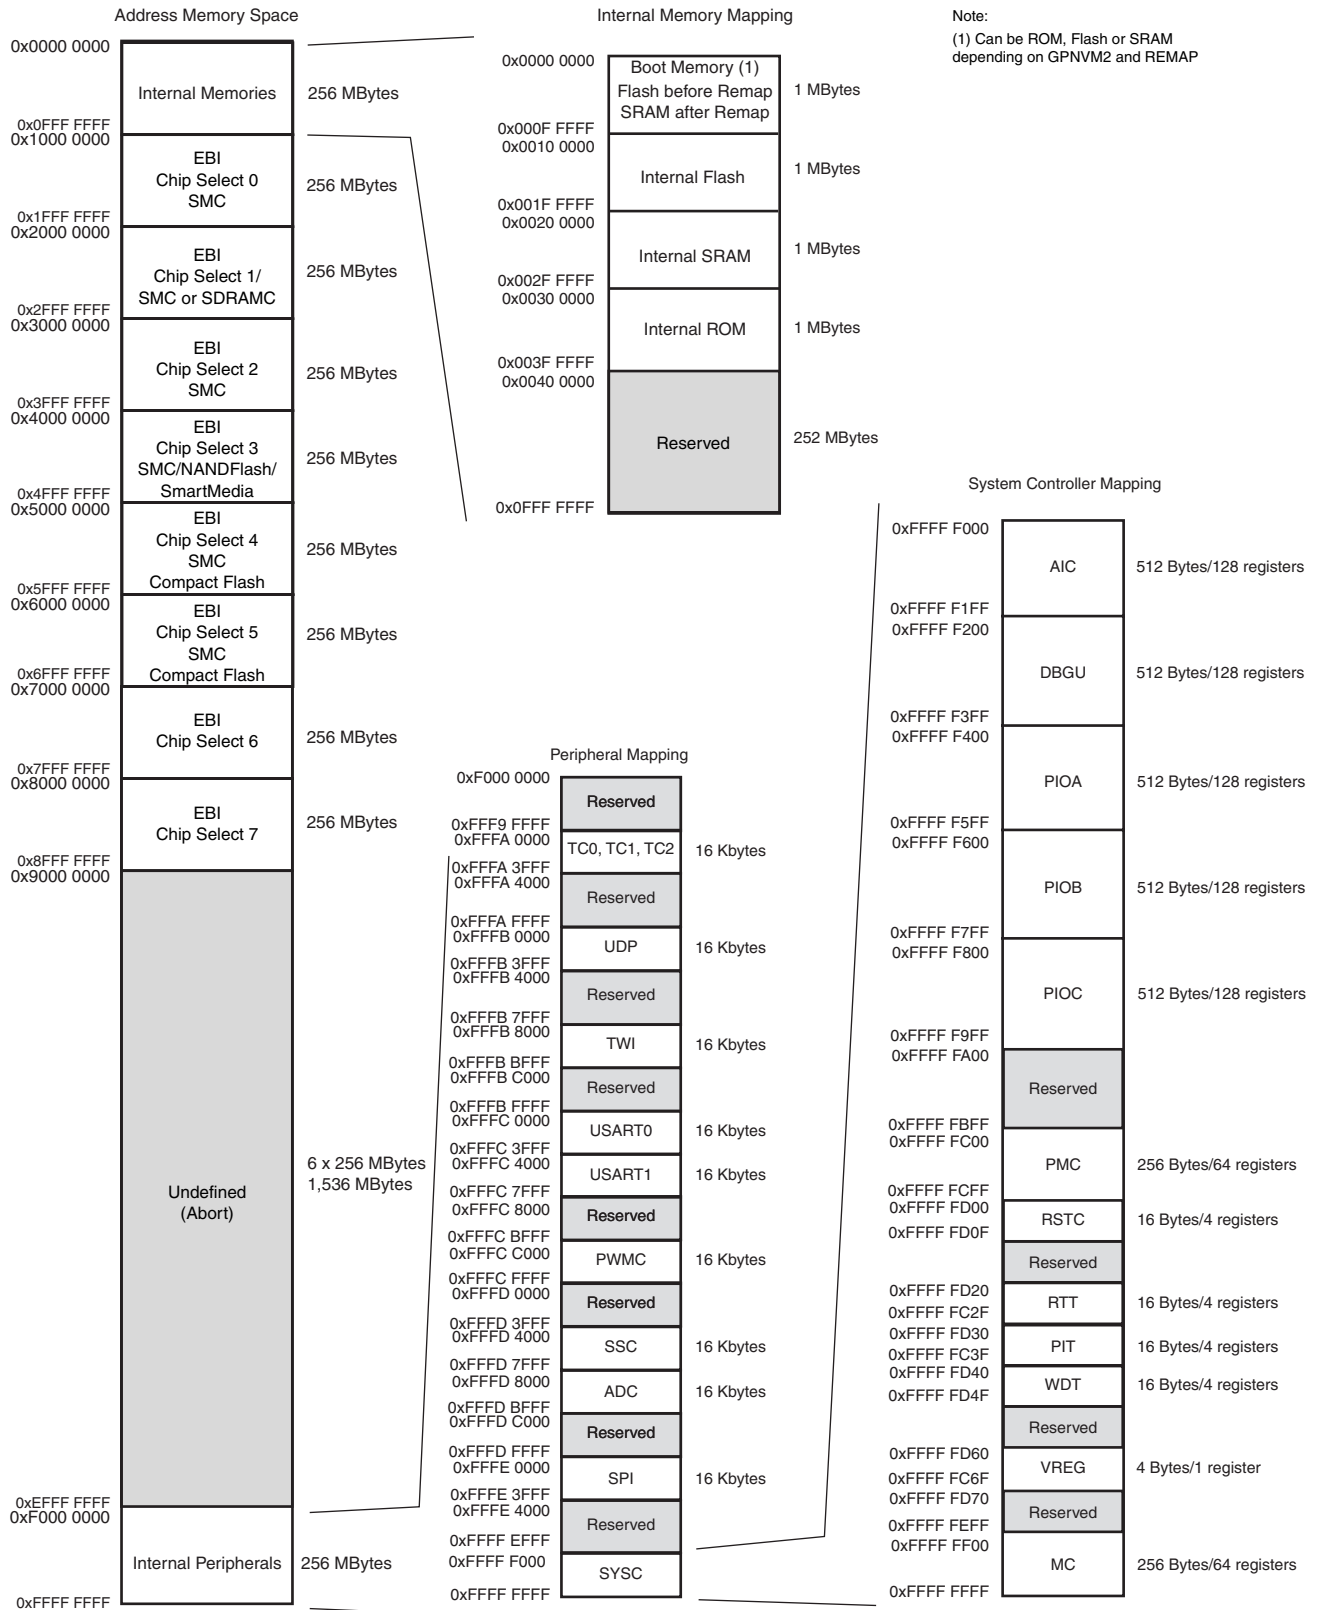 Address Memory Space
0x0000 0000
Internal Memories
256 MBytes
0x0FFF FFFF
0x1000 0000
EBI
Chip Select 0
SMC
256 MBytes
0x1FFF FFFF
0x2000 0000
EBI
Chip Select 1/
SMC or SDRAMC
256 MBytes
0x2FFF FFFF
0x3000 0000
EBI
Chip Select 2
SMC
256 MBytes
0x3FFF FFFF
0x4000 0000
EBI
Chip Select 3
SMC/NANDFlash/
SmartMedia
256 MBytes
0x4FFF FFFF
0x5000 0000
EBI
Chip Select 4
SMC
Compact Flash
256 MBytes
0x5FFF FFFF
0x6000 0000
EBI
Chip Select 5
SMC
Compact Flash
256 MBytes
0x6FFF FFFF
0x7000 0000
EBI
Chip Select 6
256 MBytes
0x7FFF FFFF
0x8000 0000
EBI
Chip Select 7
256 MBytes
0x8FFF FFFF
0x9000 0000
Undefined
(Abort)
6 x 256 MBytes
1,536 MBytes
0xEFFF FFFF
0xF000 0000
Internal Peripherals
256 MBytes
0xFFFF FFFF
Internal Memory Mapping
0x0000 0000
Boot Memory (1)
Flash before Remap
SRAM after Remap
1 MBytes
0x000F FFFF
0x0010 0000
Internal Flash
1 MBytes
0x001F FFFF
0x0020 0000
Internal SRAM
1 MBytes
0x002F FFFF
0x0030 0000
Internal ROM
1 MBytes
0x003F FFFF
0x0040 0000
Reserved
252 MBytes
0x0FFF FFFF
Note:
(1) Can be ROM, Flash or SRAM
depending on GPNVM2 and REMAP
Peripheral Mapping
0xF000 0000
Reserved
0xFFF9 FFFF
0xFFFA 0000
TC0, TC1, TC2
16 Kbytes
0xFFFA 3FFF
0xFFFA 4000
Reserved
0xFFFA FFFF
0xFFFB 0000
UDP
16 Kbytes
0xFFFB 3FFF
0xFFFB 4000
Reserved
0xFFFB 7FFF
0xFFFB 8000
TWI
16 Kbytes
0xFFFB BFFF
0xFFFB C000
Reserved
0xFFFB FFFF
0xFFFC 0000
USART0
16 Kbytes
0xFFFC 3FFF
0xFFFC 4000
USART1
16 Kbytes
0xFFFC 7FFF
0xFFFC 8000
Reserved
0xFFFC BFFF
0xFFFC C000
PWMC
16 Kbytes
0xFFFC FFFF
0xFFFD 0000
Reserved
0xFFFD 3FFF
0xFFFD 4000
SSC
16 Kbytes
0xFFFD 7FFF
0xFFFD 8000
ADC
16 Kbytes
0xFFFD BFFF
0xFFFD C000
Reserved
0xFFFD FFFF
0xFFFE 0000
SPI
16 Kbytes
0xFFFE 3FFF
0xFFFE 4000
Reserved
0xFFFF EFFF
0xFFFF F000
SYSC
0xFFFF FFFF
System Controller Mapping
0xFFFF F000
AIC
512 Bytes/128 registers
0xFFFF F1FF
0xFFFF F200
DBGU
512 Bytes/128 registers
0xFFFF F3FF
0xFFFF F400
PIOA
512 Bytes/128 registers
0xFFFF F5FF
0xFFFF F600
PIOB
512 Bytes/128 registers
0xFFFF F7FF
0xFFFF F800
PIOC
512 Bytes/128 registers
0xFFFF F9FF
0xFFFF FA00
Reserved
0xFFFF FBFF
0xFFFF FC00
PMC
256 Bytes/64 registers
0xFFFF FCFF
0xFFFF FD00
RSTC
16 Bytes/4 registers
0xFFFF FD0F
Reserved
0xFFFF FD20
RTT
16 Bytes/4 registers
0xFFFF FC2F
0xFFFF FD30
PIT
16 Bytes/4 registers
0xFFFF FC3F
0xFFFF FD40
WDT
16 Bytes/4 registers
0xFFFF FD4F
Reserved
0xFFFF FD60
VREG
4 Bytes/1 register
0xFFFF FC6F
0xFFFF FD70
Reserved
0xFFFF FEFF
0xFFFF FF00
MC
256 Bytes/64 registers
0xFFFF FFFF